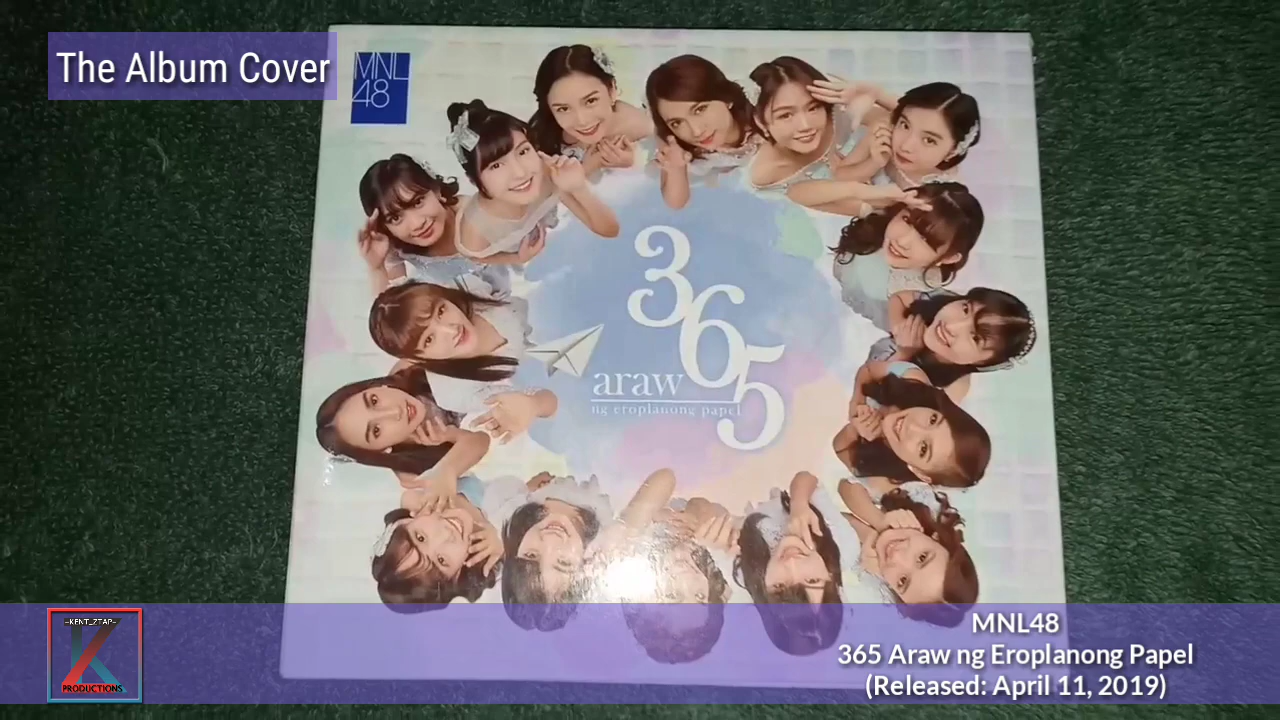 The Album Cover
MNL
48
365
araw
ng eroplanong papel
-KENT_ZTAP-
PRODUCTIONS
MNL48
365 Araw ng Eroplanong Papel
(Released: April 11, 2019)